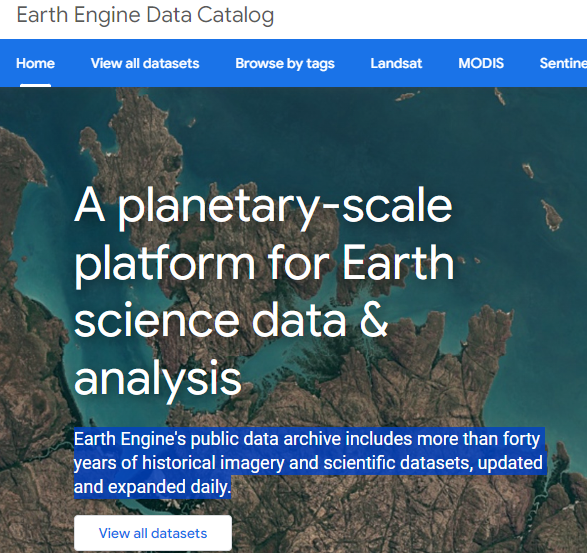 Earth Engine Data Catalog
Home View all datasets Browse by tags Landsat MODIS Sentine
A planetary-scale
platform for Earth
science data &
analysis
Earth Engine's public data archive includes more than forty
years of historical imagery and scientific datasets, updated
and expanded daily.
View all datasets